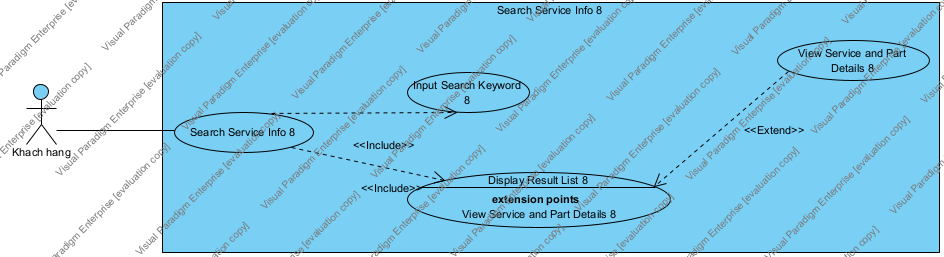 Search Service Info 8
View Service and Part
Details 8
Input Search Keyword
8
Search Service Info 8
Khach hang
<<Include>>
<<Extend>>
<<Include>>
Display Result List 8
extension points
View Service and Part Details 8
Visual Paradigm Enterprise [evaluation copy]